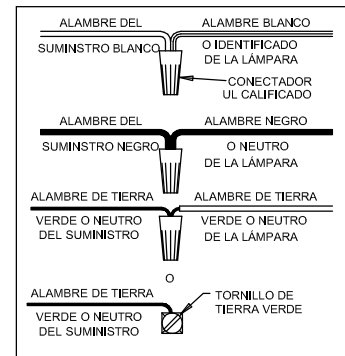 ALAMBRE DEL
SUMINSTRO BLANCO
ALAMBRE BLANCO
O IDENTIFICADO
DE LA LÁMPARA
CONECTADOR
UL CALIFICADO
ALAMBRE DEL
SUMINSTRO NEGRO
ALAMBRE NEGRO
O NEUTRO
DE LA LÁMPARA
ALAMBRE DE TIERRA
VERDE O NEUTRO
DEL SUMINISTRO
ALAMBRE DE TIERRA
VERDE O NEUTRO
DE LA LÁMPARA
O
ALAMBRE DE TIERRA
VERDE O NEUTRO
DEL SUMINISTRO
TORNILLO DE
TIERRA VERDE